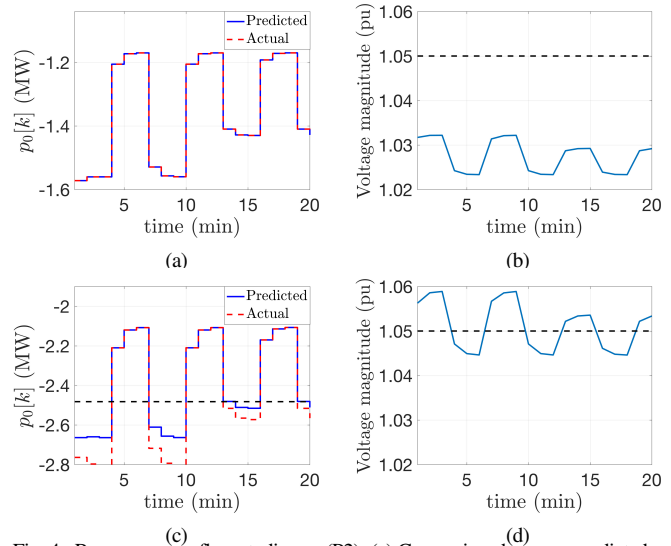 Predicted
Actual
-1.2
-1.4
-1.6
p₀[k] (MW)
5 10 15 20
time (min)
(a)
1.06
1.05
1.04
1.03
1.02
Voltage magnitude (pu)
5 10 15 20
time (min)
(b)
Predicted
Actual
-2
-2.2
-2.4
-2.6
-2.8
p₀[k] (MW)
5 10 15 20
time (min)
(c)
1.06
1.05
1.04
1.03
1.02
Voltage magnitude (pu)
5 10 15 20
time (min)
(d)